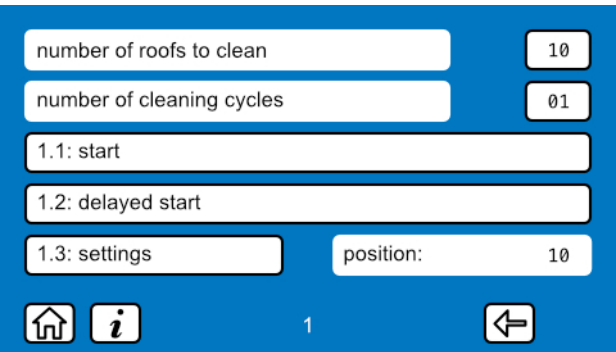 number of roofs to clean 10
number of cleaning cycles 01
1.1: start
1.2: delayed start
1.3: settings position: 10
i 1